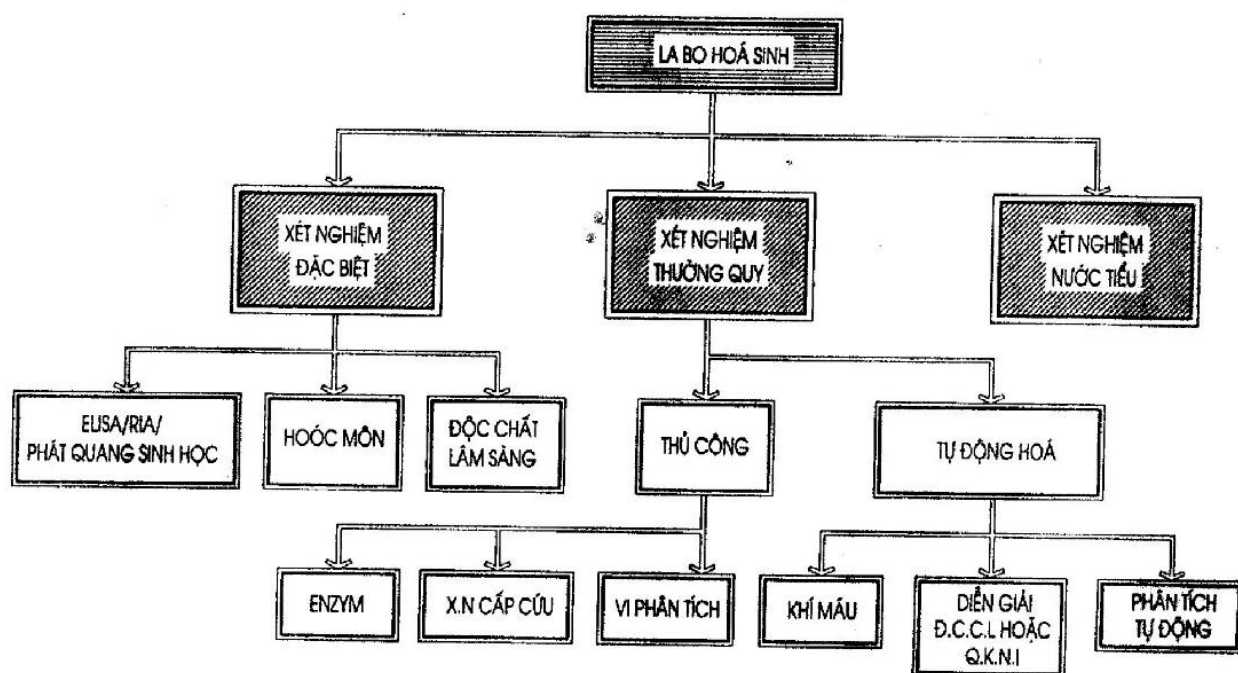 LA BO HOÁ SINH
XÉT NGHIỆM
ĐẶC BIỆT
XÉT NGHIỆM
THƯỜNG QUY
XÉT NGHIỆM
NƯỚC TIỂU
ELISA/RIA/
PHÁT QUANG SINH HỌC
HOÓC MÔN
ĐỘC CHẤT
LÂM SÀNG
THỦ CÔNG
TỰ ĐỘNG HOÁ
ENZYM
X.N CẤP CỨU
VI PHÂN TÍCH
KHÍ MÁU
DIỄN GIẢI
Đ.C.C.L HOẶC
Q.K.N.I
PHÂN TÍCH
TỰ ĐỘNG